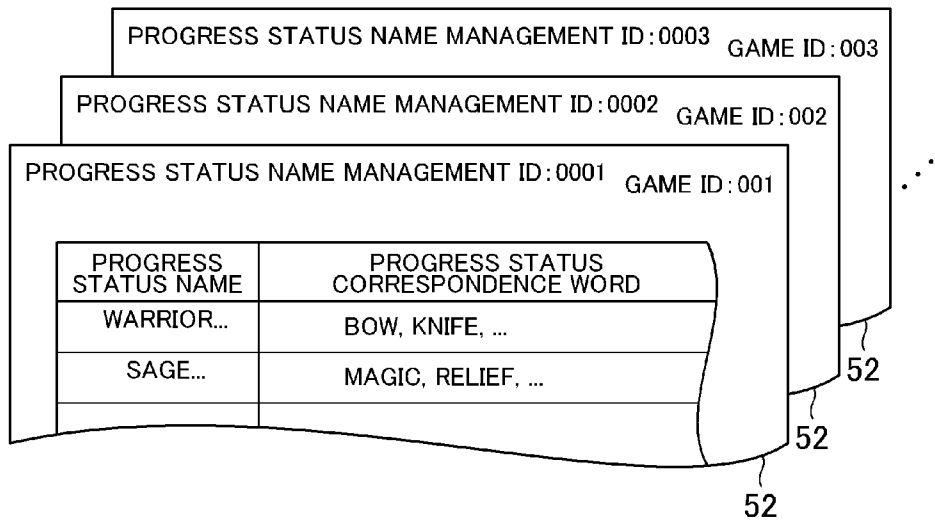 PROGRESS STATUS NAME MANAGEMENT ID:0003 GAME ID:003
PROGRESS STATUS NAME MANAGEMENT ID:0002 GAME ID:002
PROGRESS STATUS NAME MANAGEMENT ID:0001 GAME ID:001
PROGRESS STATUS NAME
PROGRESS STATUS CORRESPONDENCE WORD
WARRIOR... BOW, KNIFE, ...
SAGE... MAGIC, RELIEF, ...
52
52
52